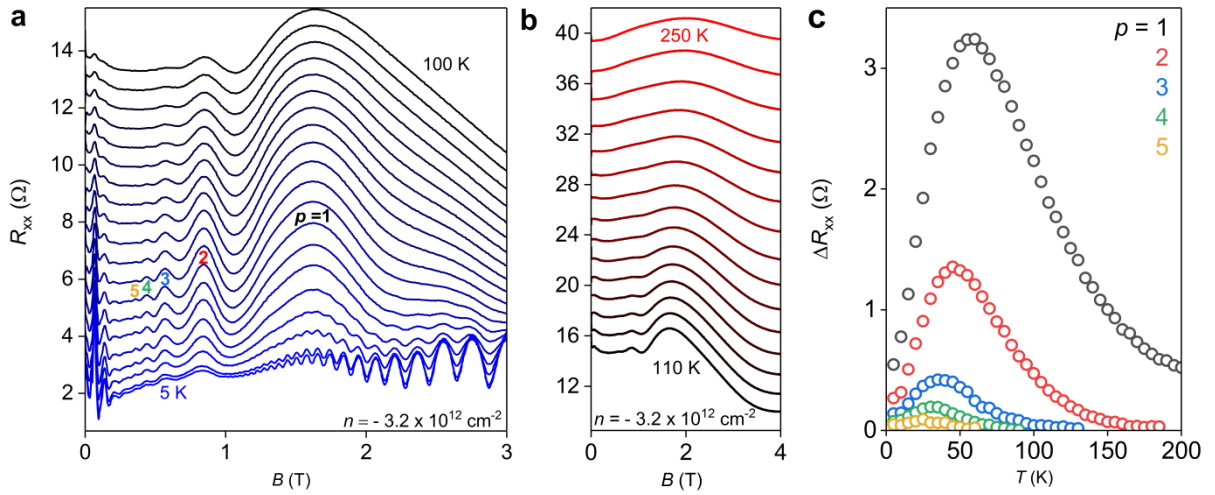 a
14
12
10
8
6
4
2
R_xx (Ω)
100 K
p =1
2
3
4
5
5 K
n = - 3.2 x 10^12 cm^-2
0
1
2
3
B (T)
b
40
36
32
28
24
20
16
12
250 K
110 K
n = - 3.2 x 10^12 cm^-2
0
2
4
B (T)
c
3
2
1
0
ΔR_xx (Ω)
p = 1
2
3
4
5
0
50
100
150
200
T (K)